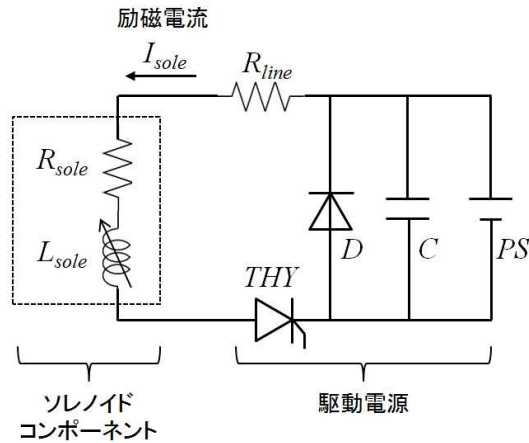 励磁電流
I_sole
R_line
R_sole
L_sole
THY
D
C
PS
ソレノイド
コンポーネント
駆動電源